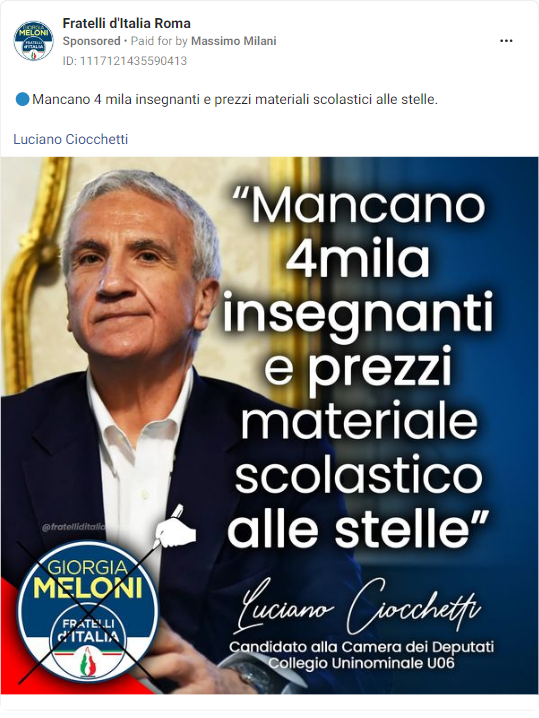 Fratelli d'Italia Roma
Sponsored • Paid for by Massimo Milani
ID: 1117121435590413
Mancano 4 mila insegnanti e prezzi materiali scolastici alle stelle.
Luciano Ciocchetti
“Mancano
4mila
insegnanti
e prezzi
materiale
scolastico
alle stelle”
@fratelliditalia
GIORGIA
MELONI
FRATELLI
d'ITALIA
Luciano Ciocchetti
Candidato alla Camera dei Deputati
Collegio Uninominale U06